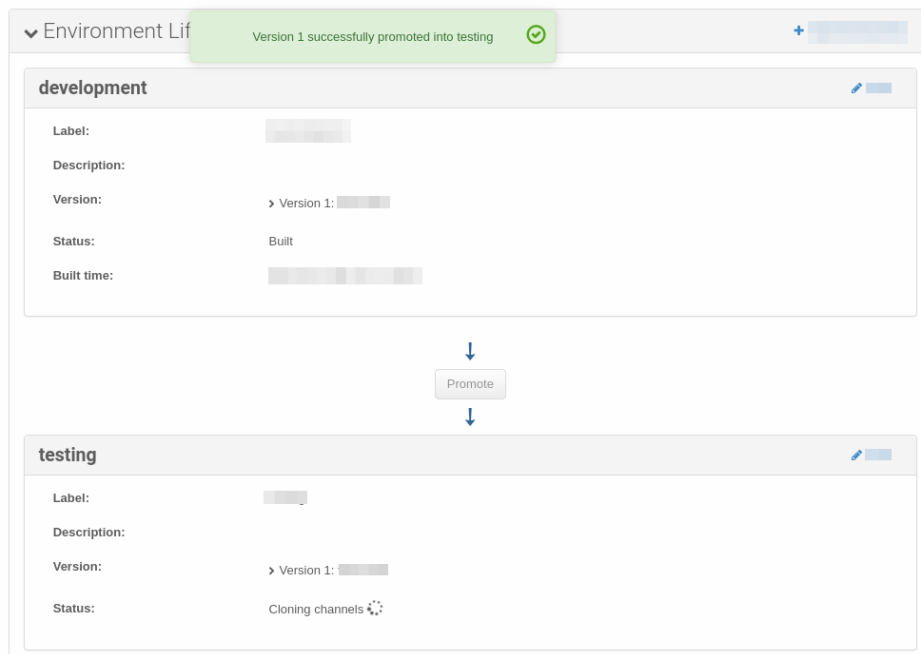 Environment Lif
Version 1 successfully promoted into testing
development
Label:
Description:
Version: Version 1:
Status: Built
Built time:
Promote
testing
Label:
Description:
Version: Version 1:
Status: Cloning channels